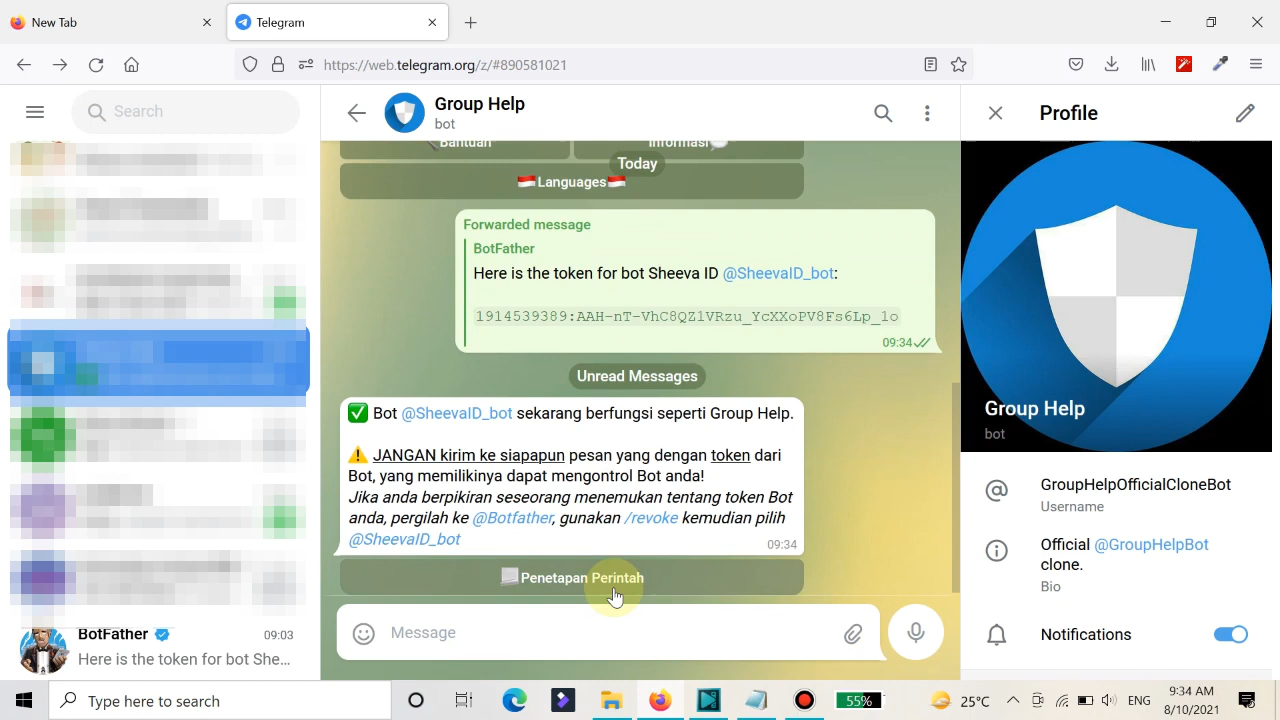 New Tab
Telegram
https://web.telegram.org/z/#890581021
Search
Group Help
bot
Profile
Bantuan
Informasi
Today
Languages
Forwarded message
BotFather
Here is the token for bot Sheeva ID @SheevaID_bot:
1914539389:AAH-nT-VhC8QZ1VRzu_YcXXoPV8Fs6Lp_1o
09:34
Unread Messages
✅ Bot @SheevaID_bot sekarang berfungsi seperti Group Help.
⚠️ JANGAN kirim ke siapapun pesan yang dengan token dari
Bot, yang memilikinya dapat mengontrol Bot anda!
Jika anda berpikiran seseorang menemukan tentang token Bot
anda, pergilah ke @Botfather, gunakan /revoke kemudian pilih
@SheevaID_bot
09:34
Penetapan Perintah
Message
BotFather
09:03
Here is the token for bot She...
Group Help
bot
GroupHelpOfficialCloneBot
Username
Official @GroupHelpBot
clone.
Bio
Notifications
Type here to search
55%
25°C
ENG
9:34 AM
8/10/2021